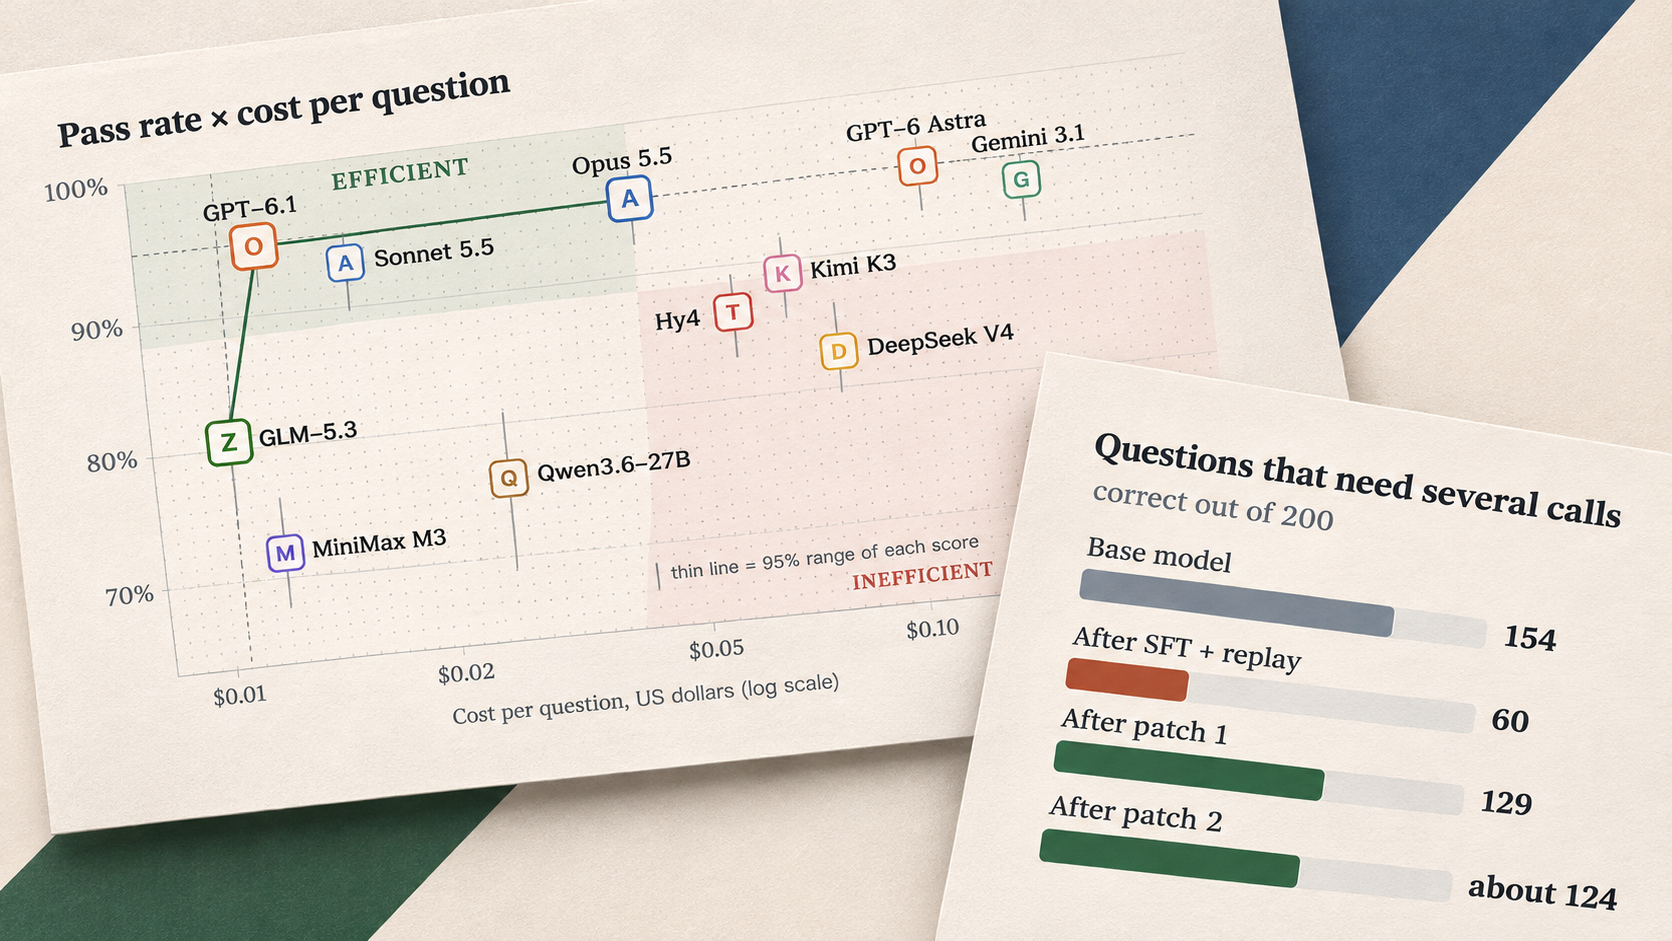 Pass rate × cost per question
EFFICIENT
100%
90%
80%
70%
GPT–6.1
O
A
Sonnet 5.5
Opus 5.5
A
GPT–6 Astra
O
Gemini 3.1
G
K
Kimi K3
Hy4
T
D
DeepSeek V4
Z
GLM–5.3
Q
Qwen3.6–27B
M
MiniMax M3
thin line = 95% range of each score
INEFFICIENT
$0.01
$0.02
$0.05
$0.10
Cost per question, US dollars (log scale)
Questions that need several calls
correct out of 200
Base model
154
After SFT + replay
60
After patch 1
129
After patch 2
about 124